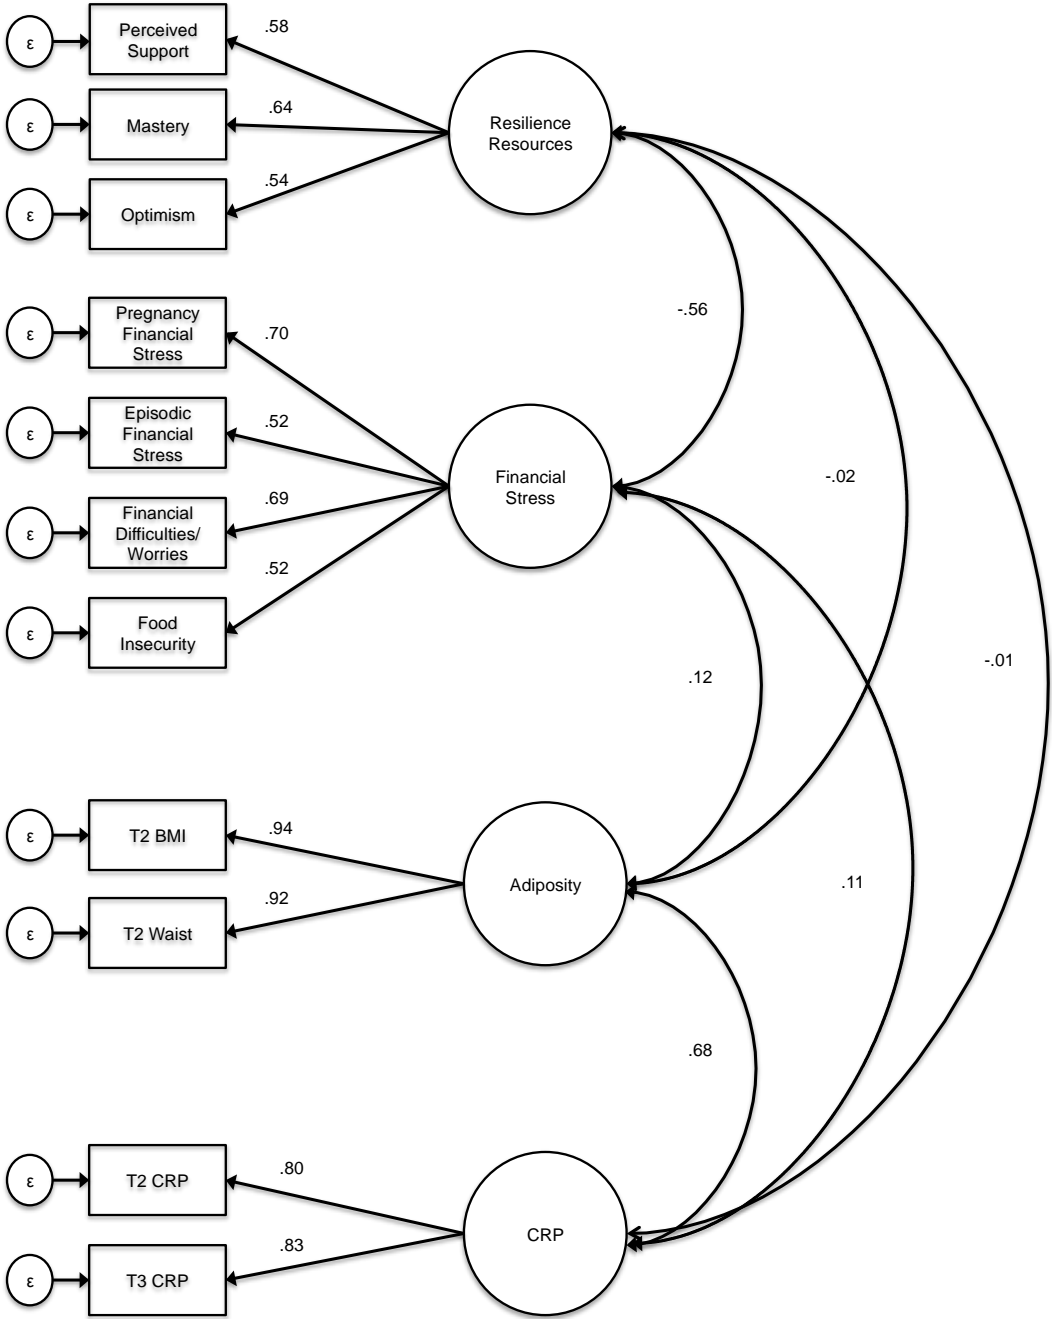 ε
Perceived
Support
.58
ε
Mastery
.64
Resilience
Resources
ε
Optimism
.54
ε
Pregnancy
Financial
Stress
.70
-.56
ε
Episodic
Financial
Stress
.52
Financial
Stress
-.02
ε
Financial
Difficulties/
Worries
.69
ε
Food
Insecurity
.52
-.01
.12
ε
T2 BMI
.94
Adiposity
.11
ε
T2 Waist
.92
.68
ε
T2 CRP
.80
CRP
ε
T3 CRP
.83